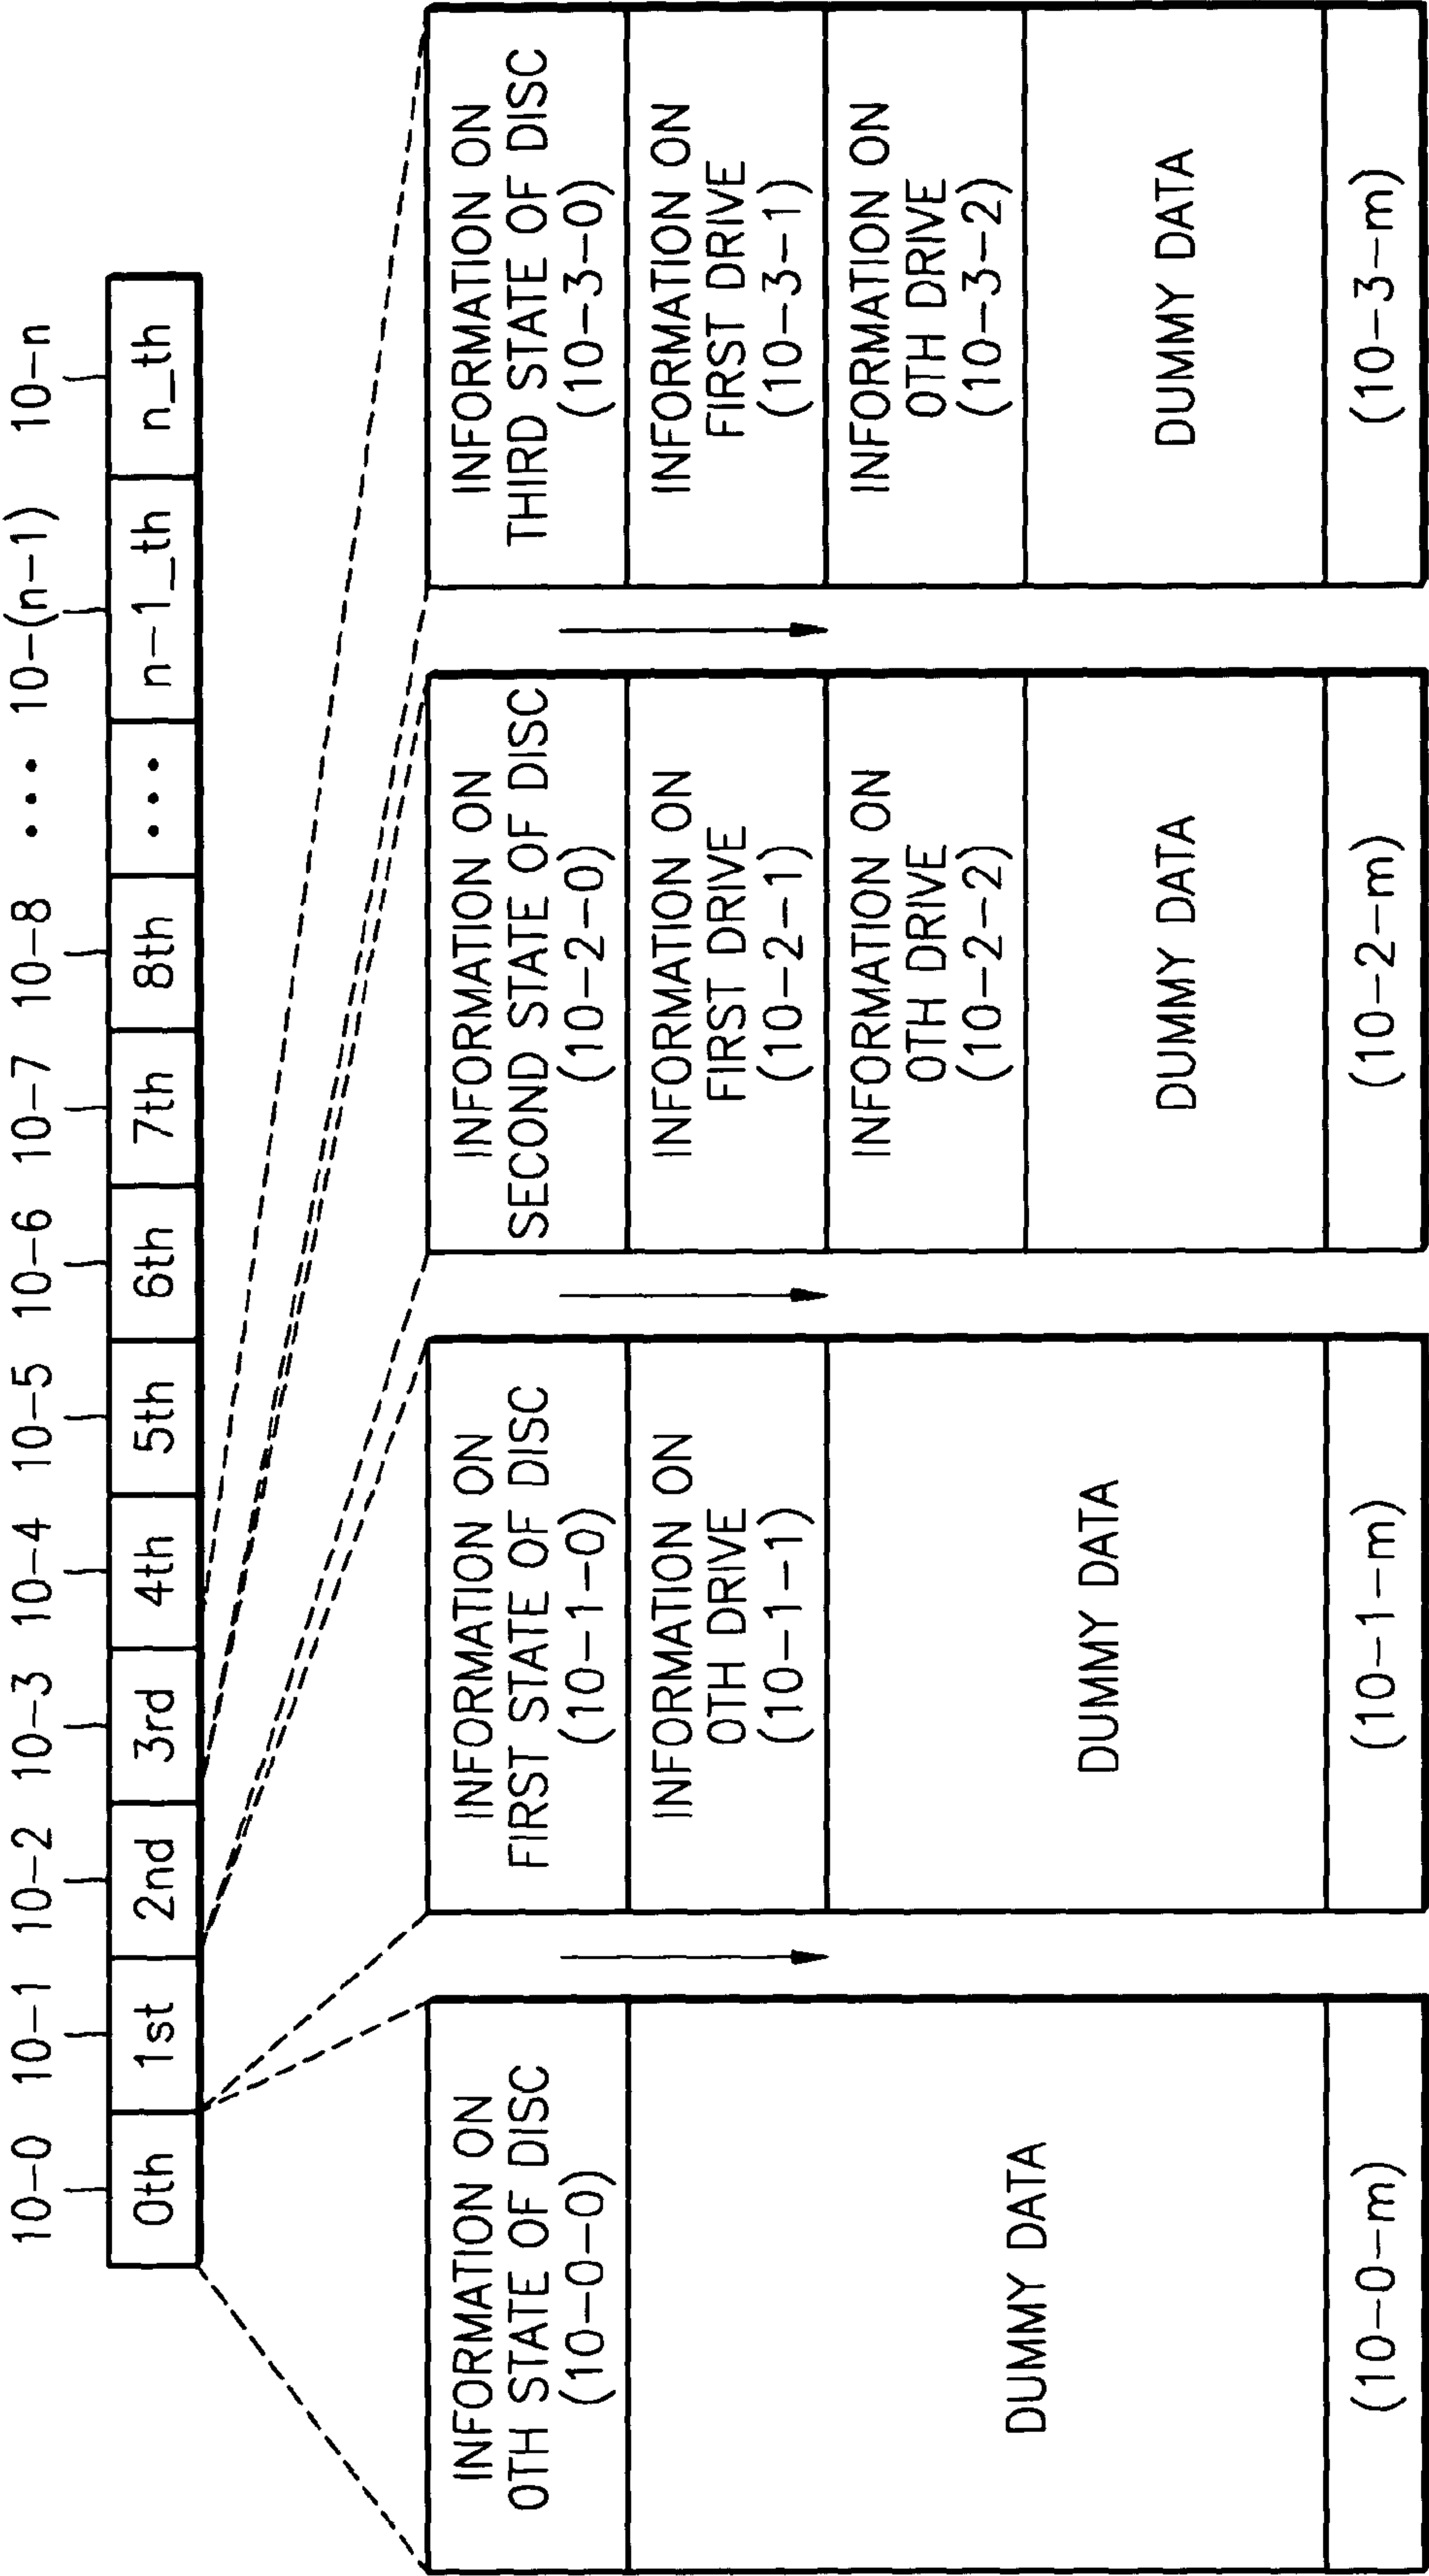 10-0 10-1 10-2 10-3 10-4 10-5 10-6 10-7 10-8 ••• 10-(n-1) 10-n
0th 1st 2nd 3rd 4th 5th 6th 7th 8th ••• n-1_th n_th
INFORMATION ON
0TH STATE OF DISC
(10-0-0)
DUMMY DATA
(10-0-m)
INFORMATION ON
FIRST STATE OF DISC
(10-1-0)
INFORMATION ON
0TH DRIVE
(10-1-1)
DUMMY DATA
(10-1-m)
INFORMATION ON
SECOND STATE OF DISC
(10-2-0)
INFORMATION ON
FIRST DRIVE
(10-2-1)
INFORMATION ON
0TH DRIVE
(10-2-2)
DUMMY DATA
(10-2-m)
INFORMATION ON
THIRD STATE OF DISC
(10-3-0)
INFORMATION ON
FIRST DRIVE
(10-3-1)
INFORMATION ON
0TH DRIVE
(10-3-2)
DUMMY DATA
(10-3-m)